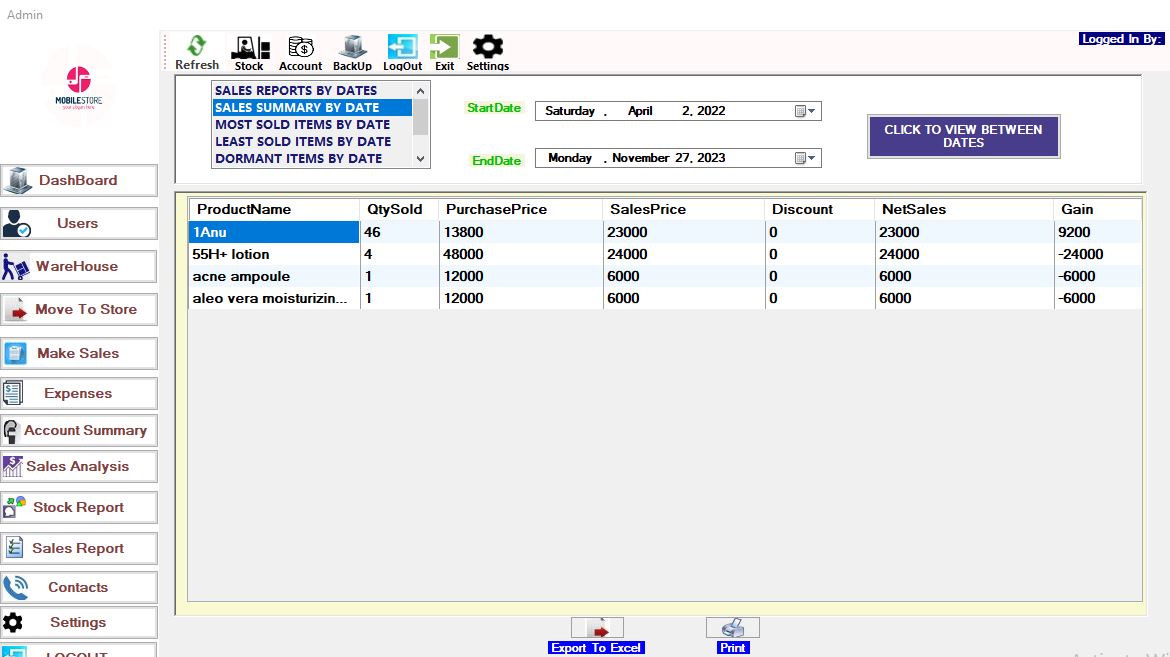 Admin
MOBILESTORE
Refresh Stock Account BackUp LogOut Exit Settings
Logged In By:
SALES REPORTS BY DATES
SALES SUMMARY BY DATE
MOST SOLD ITEMS BY DATE
LEAST SOLD ITEMS BY DATE
DORMANT ITEMS BY DATE
StartDate Saturday , April 2, 2022
EndDate Monday , November 27, 2023
CLICK TO VIEW BETWEEN
DATES
DashBoard
Users
WareHouse
Move To Store
Make Sales
Expenses
Account Summary
Sales Analysis
Stock Report
Sales Report
Contacts
Settings
LOGOUT
ProductName QtySold PurchasePrice SalesPrice Discount NetSales Gain
1Anu 46 13800 23000 0 23000 9200
55H+ lotion 4 48000 24000 0 24000 -24000
acne ampoule 1 12000 6000 0 6000 -6000
aleo vera moisturizin... 1 12000 6000 0 6000 -6000
Export To Excel
Print